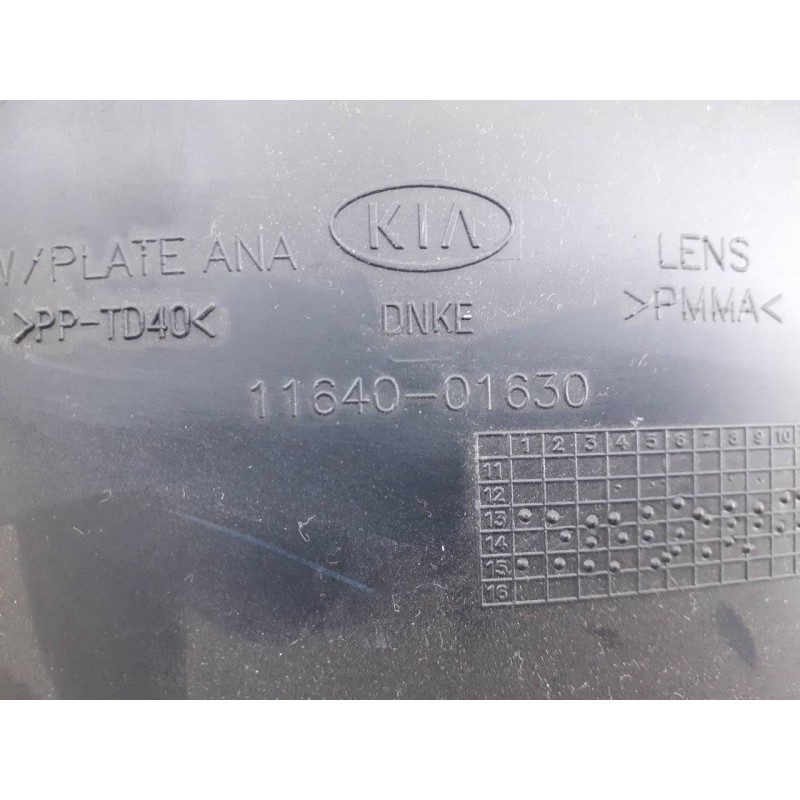 KIA
/PLATE ANA
LENS
>PP-TD40<
DNKE
>PMMA<
11640-01630
1 2 3 4 5 6 7 8 9 10
11
12
13
14
15
16